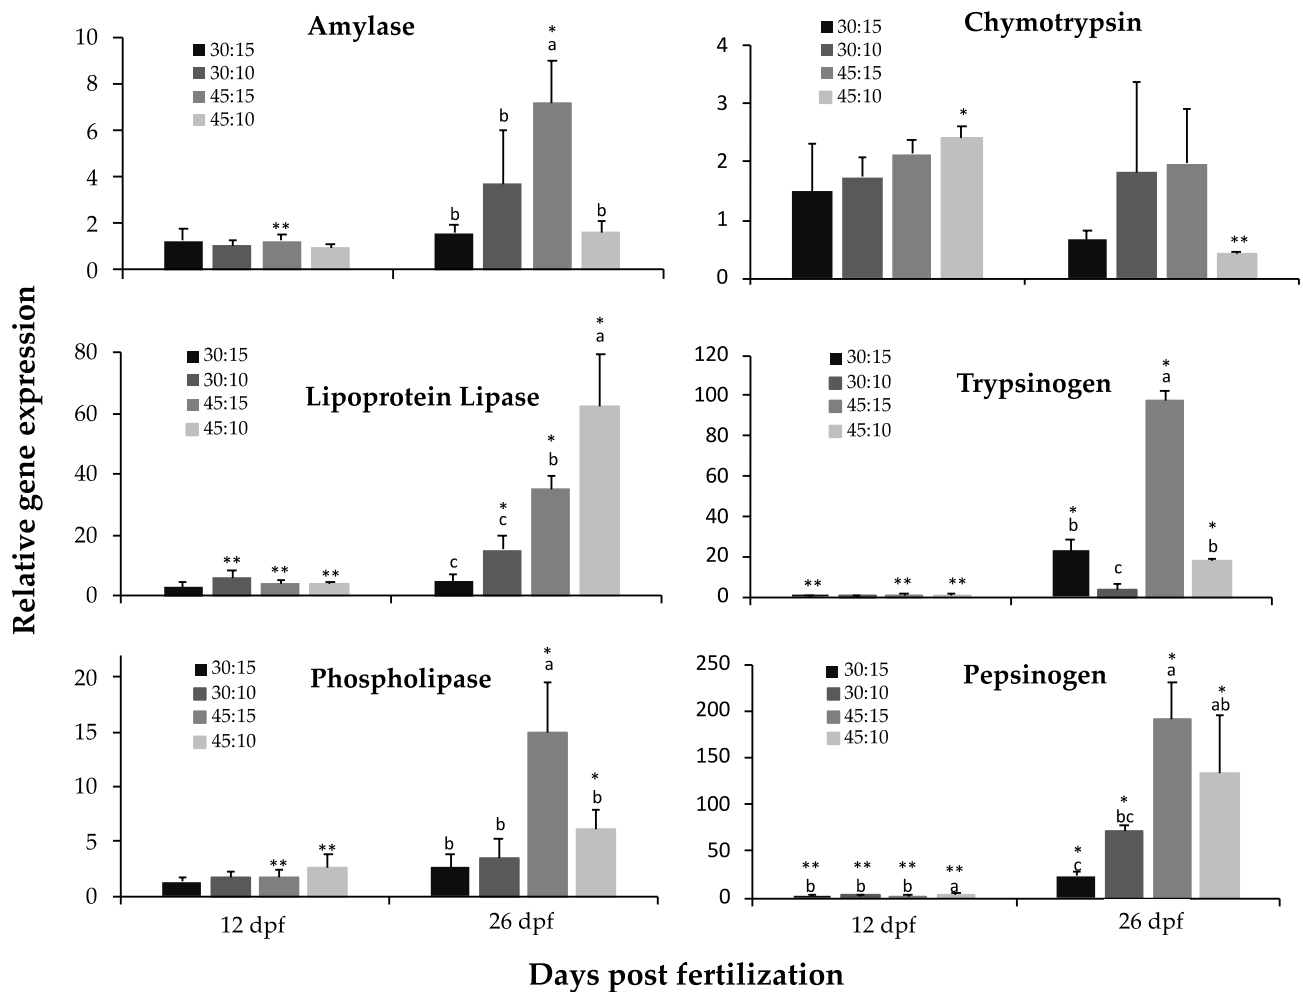 Relative gene expression
Amylase
30:15
30:10
45:15
45:10
10
8
6
4
2
0
**
b
b
*
a
b
Chymotrypsin
30:15
30:10
45:15
45:10
4
3
2
1
0
*
**
Lipoprotein Lipase
30:15
30:10
45:15
45:10
80
60
40
20
0
**
**
**
c
*
c
*
b
*
a
Trypsinogen
30:15
30:10
45:15
45:10
120
100
80
60
40
20
0
**
**
**
*
b
c
*
a
*
b
Phospholipase
30:15
30:10
45:15
45:10
20
15
10
5
0
**
**
b
b
*
a
*
b
12 dpf
26 dpf
Pepsinogen
30:15
30:10
45:15
45:10
250
200
150
100
50
0
** ** ** **
b b b a
*
c
*
bc
*
a
*
ab
12 dpf
26 dpf
Days post fertilization